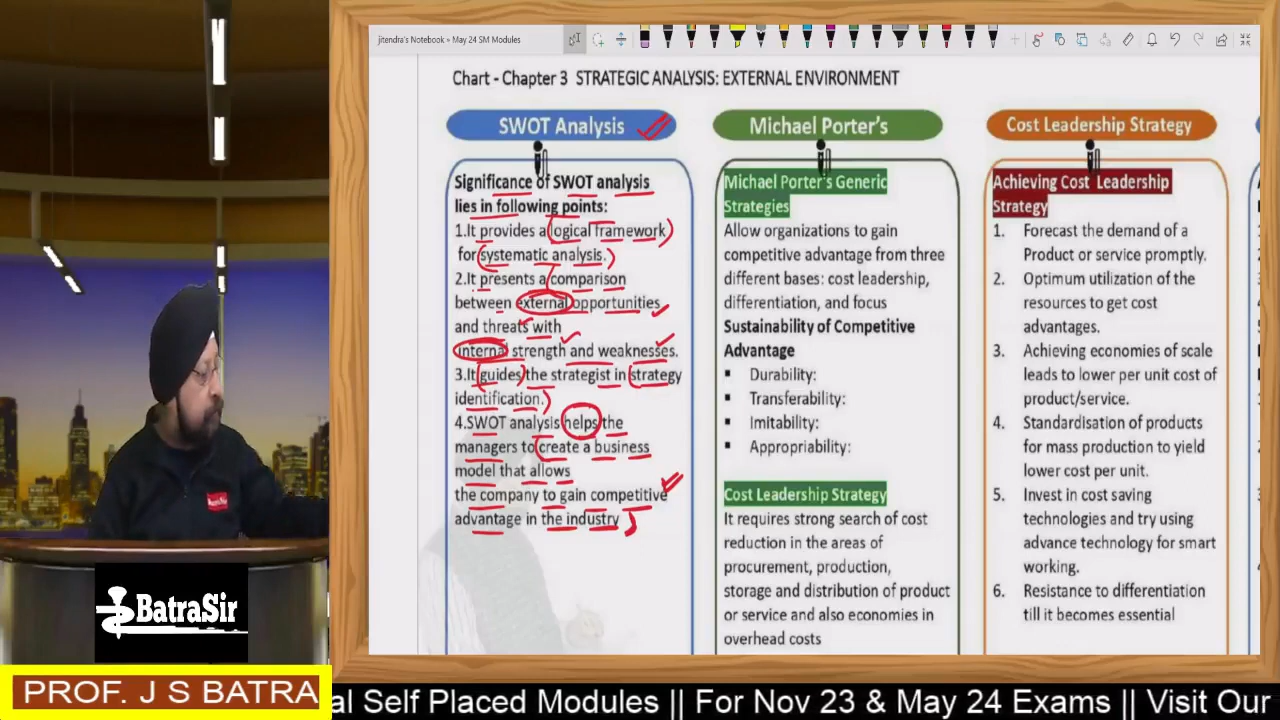 jitendra's Notebook » May 24 SM Modules
Chart - Chapter 3 STRATEGIC ANALYSIS: EXTERNAL ENVIRONMENT
SWOT Analysis
Significance of SWOT analysis
lies in following points:
1.It provides a logical framework
for systematic analysis.
2.It presents a comparison
between external opportunities
and threats with
internal strength and weaknesses.
3.It guides the strategist in strategy
identification.
4.SWOT analysis helps the
managers to create a business
model that allows
the company to gain competitive
advantage in the industry
Michael Porter's
Michael Porter's Generic
Strategies
Allow organizations to gain
competitive advantage from three
different bases: cost leadership,
differentiation, and focus
Sustainability of Competitive
Advantage
▪ Durability:
▪ Transferability:
▪ Imitability:
▪ Appropriability:
Cost Leadership Strategy
It requires strong search of cost
reduction in the areas of
procurement, production,
storage and distribution of product
or service and also economies in
overhead costs
Cost Leadership Strategy
Achieving Cost Leadership
Strategy
1. Forecast the demand of a
Product or service promptly.
2. Optimum utilization of the
resources to get cost
advantages.
3. Achieving economies of scale
leads to lower per unit cost of
product/service.
4. Standardisation of products
for mass production to yield
lower cost per unit.
5. Invest in cost saving
technologies and try using
advance technology for smart
working.
6. Resistance to differentiation
till it becomes essential
BatraSir
PROF. J S BATRA
al Self Placed Modules || For Nov 23 & May 24 Exams || Visit Our